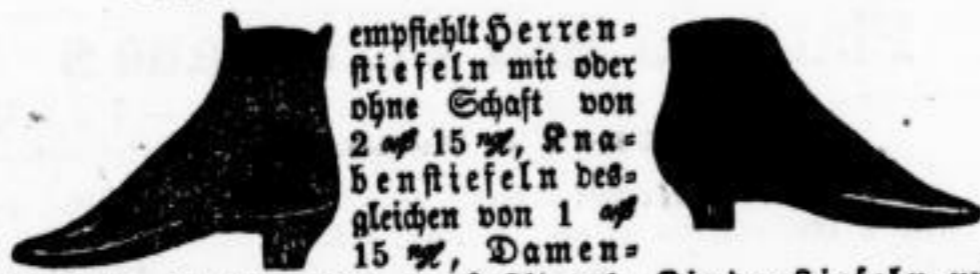 empfiehlt Herren-
stiefeln mit oder
ohne Schaft von
2 ₰ 15 , Kna-
benstiefeln des-
gleichen von 1
15 , Damen-